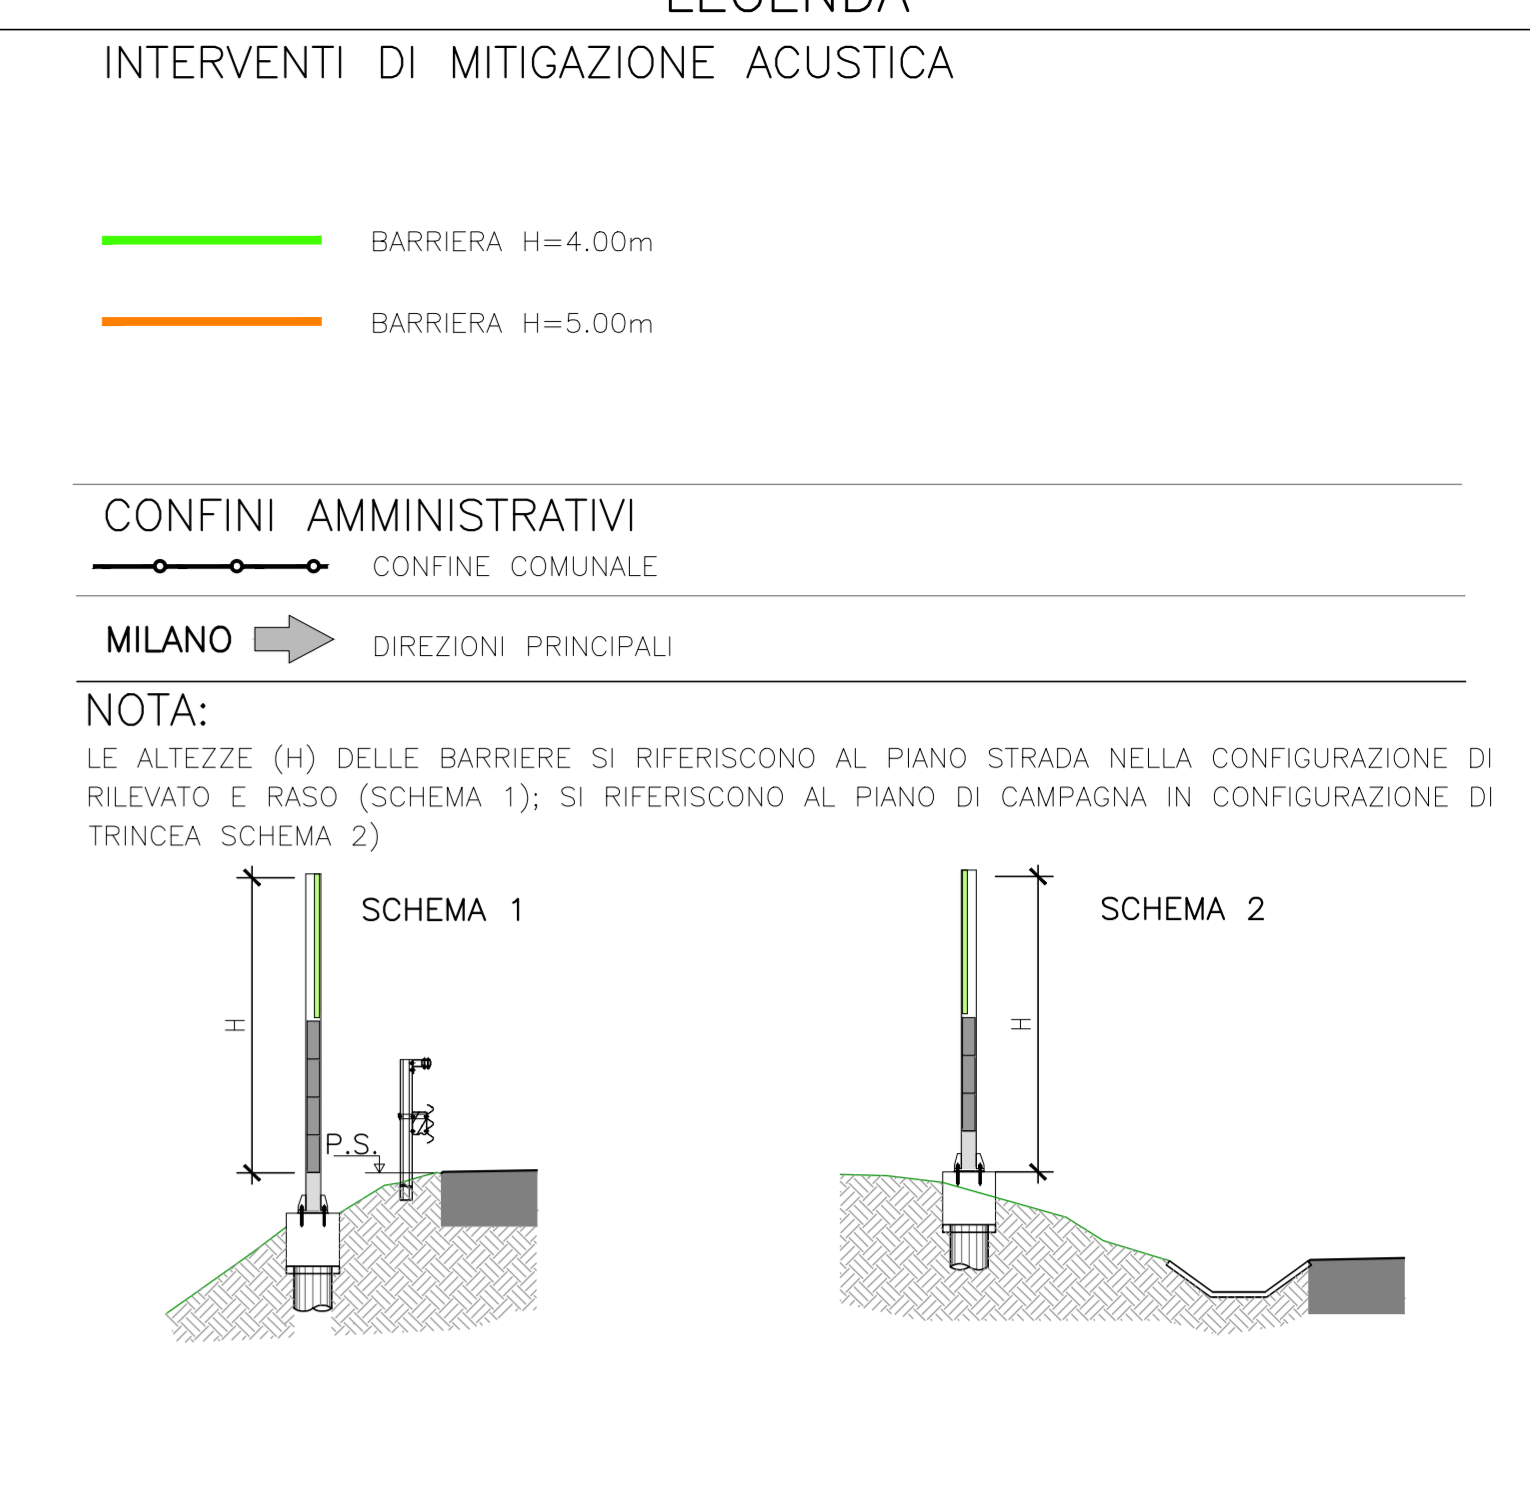 LEGENDA
INTERVENTI DI MITIGAZIONE ACUSTICA
BARRIERA H=4.00m
BARRIERA H=5.00m
CONFINI AMMINISTRATIVI
CONFINE COMUNALE
MILANO
DIREZIONI PRINCIPALI
NOTA:
LE ALTEZZE (H) DELLE BARRIERE SI RIFERISCONO AL PIANO STRADA NELLA CONFIGURAZIONE DI
RILEVATO E RASO (SCHEMA 1); SI RIFERISCONO AL PIANO DI CAMPAGNA IN CONFIGURAZIONE DI
TRINCEA SCHEMA 2)
SCHEMA 1
H
P.S.
SCHEMA 2
H